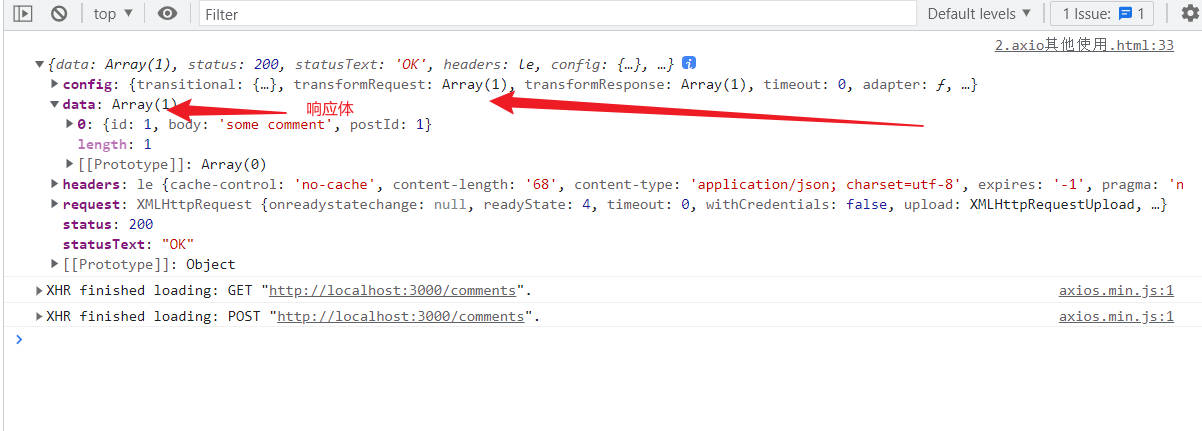 top ▼ Filter Default levels ▼ 1 Issue: 1
2.axio其他使用.html:33
▼{data: Array(1), status: 200, statusText: 'OK', headers: le, config: {…}, …} i
▶config: {transitional: {…}, transformRequest: Array(1), transformResponse: Array(1), timeout: 0, adapter: ƒ, …}
▼data: Array(1) 响应体
▶0: {id: 1, body: 'some comment', postId: 1}
length: 1
▶[[Prototype]]: Array(0)
▶headers: le {cache-control: 'no-cache', content-length: '68', content-type: 'application/json; charset=utf-8', expires: '-1', pragma: 'n
▶request: XMLHttpRequest {onreadystatechange: null, readyState: 4, timeout: 0, withCredentials: false, upload: XMLHttpRequestUpload, …}
status: 200
statusText: "OK"
▶[[Prototype]]: Object
▶XHR finished loading: GET "http://localhost:3000/comments". axios.min.js:1
▶XHR finished loading: POST "http://localhost:3000/comments". axios.min.js:1